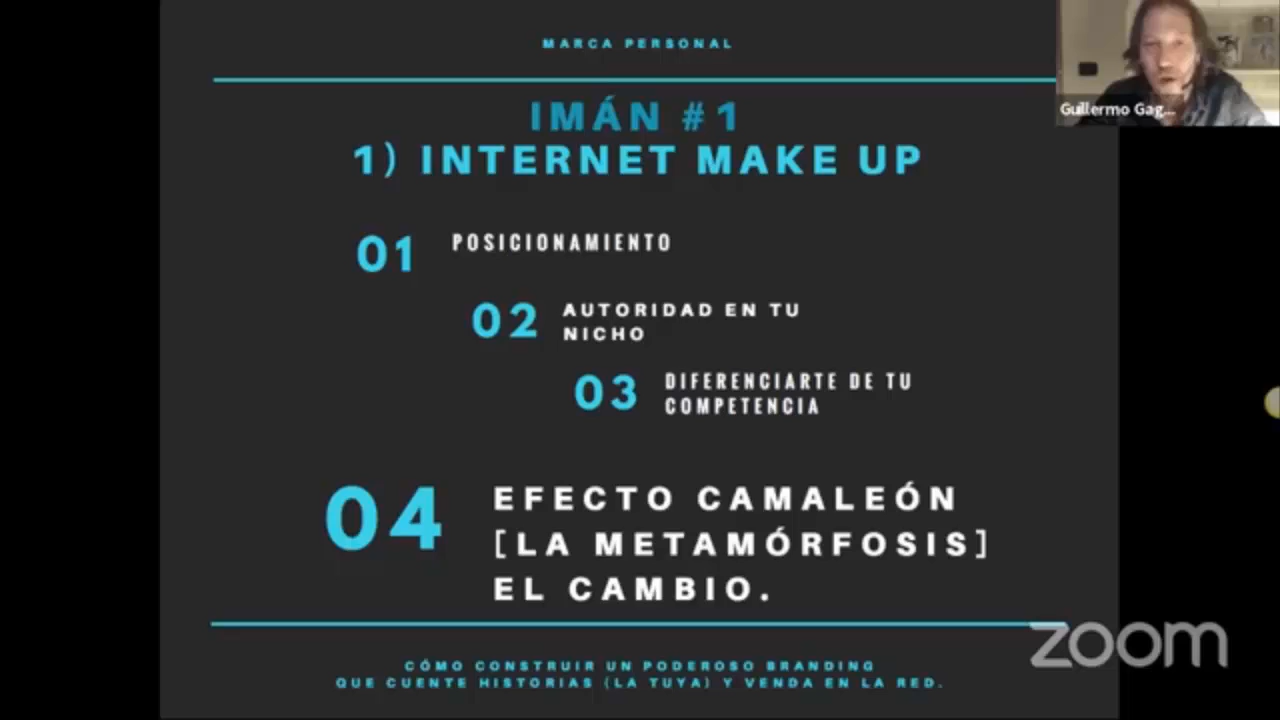 MARCA PERSONAL
IMÁN #1
1) INTERNET MAKE UP
01 POSICIONAMIENTO
02 AUTORIDAD EN TU
NICHO
03 DIFERENCIARTE DE TU
COMPETENCIA
04 EFECTO CAMALEÓN
[LA METAMÓRFOSIS]
EL CAMBIO.
CÓMO CONSTRUIR UN PODEROSO BRANDING
QUE CUENTE HISTORIAS (LA TUYA) Y VENDA EN LA RED.
Guillermo Gag...
zoom